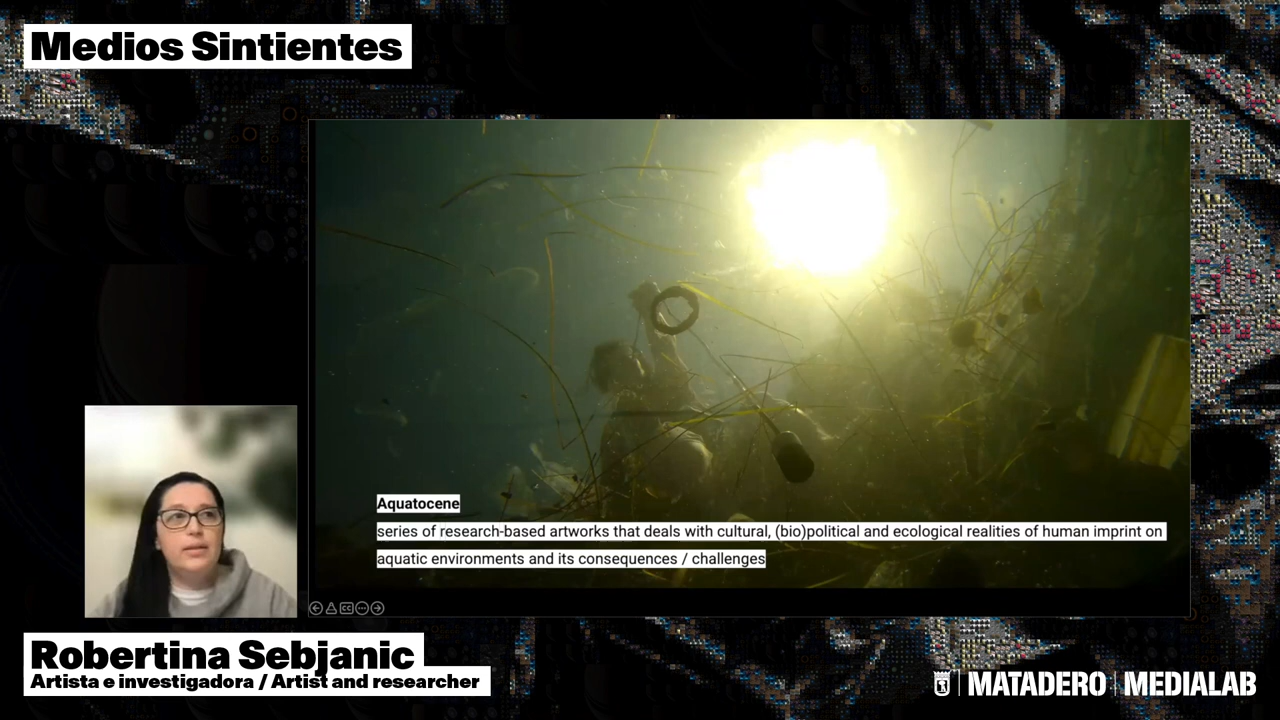 Medios Sintientes
Aquatocene
series of research-based artworks that deals with cultural, (bio)political and ecological realities of human imprint on
aquatic environments and its consequences / challenges
CC
Robertina Sebjanic
Artista e investigadora / Artist and researcher
MATADERO | MEDIALAB